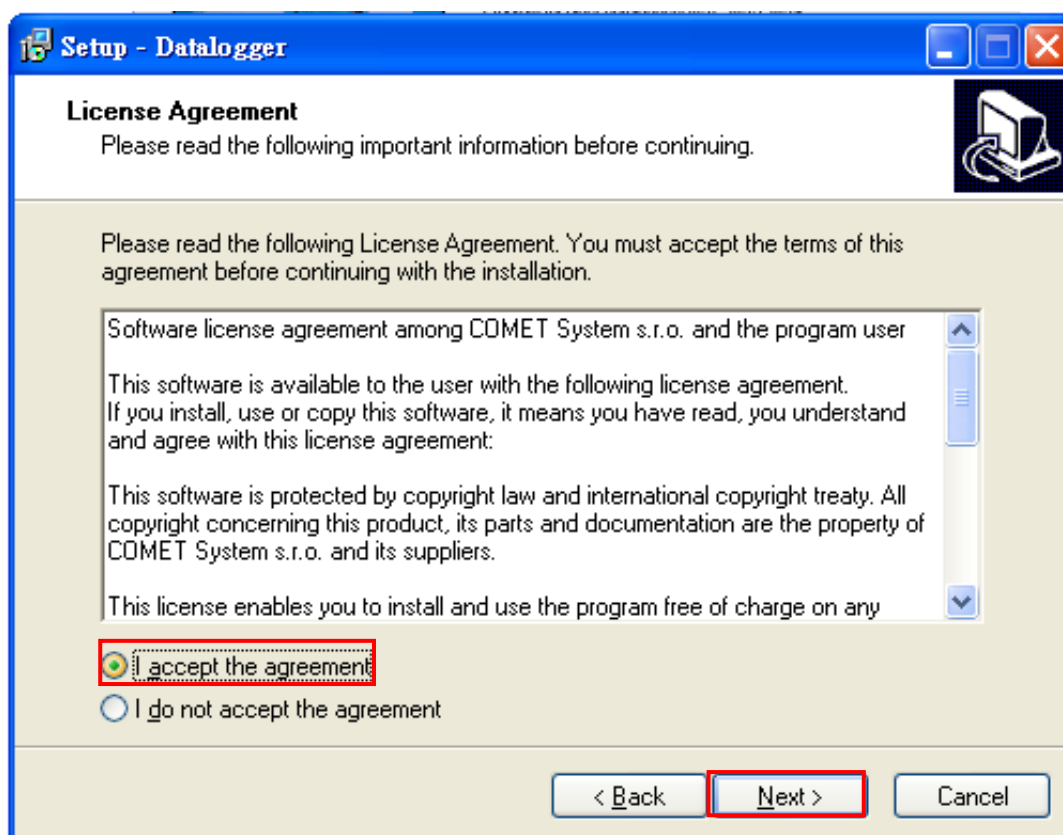 Setup - Datalogger
License Agreement
Please read the following important information before continuing.
Please read the following License Agreement. You must accept the terms of this
agreement before continuing with the installation.
Software license agreement among COMET System s.r.o. and the program user
This software is available to the user with the following license agreement.
If you install, use or copy this software, it means you have read, you understand
and agree with this license agreement:
This software is protected by copyright law and international copyright treaty. All
copyright concerning this product, its parts and documentation are the property of
COMET System s.r.o. and its suppliers.
This license enables you to install and use the program free of charge on any
I accept the agreement
I do not accept the agreement
< Back
Next >
Cancel